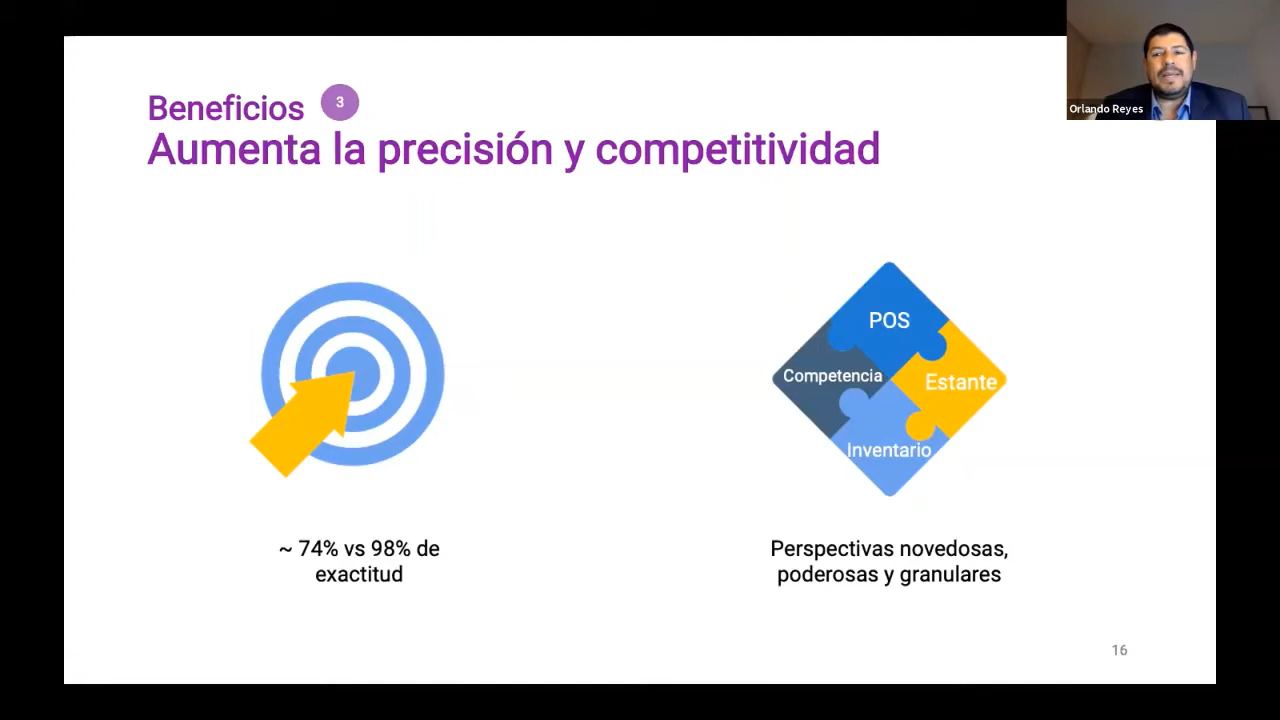 Beneficios 3
Aumenta la precisión y competitividad
Orlando Reyes
POS
Competencia
Estante
Inventario
~ 74% vs 98% de
exactitud
Perspectivas novedosas,
poderosas y granulares
16